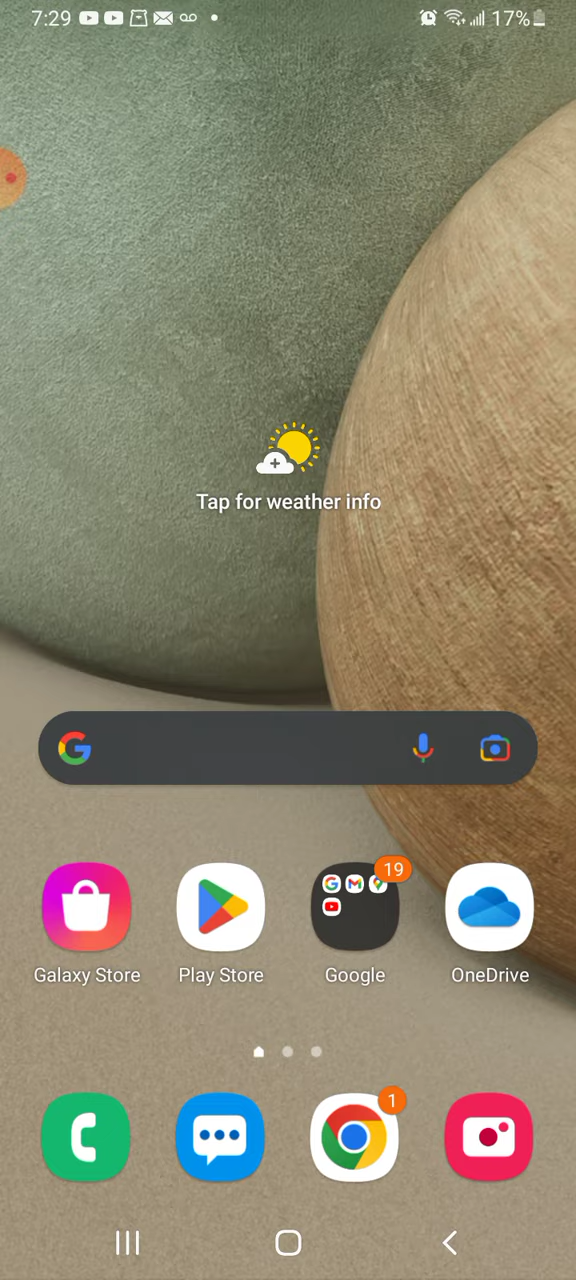 7:29
17%
Tap for weather info
19
Galaxy Store
Play Store
Google
OneDrive
1